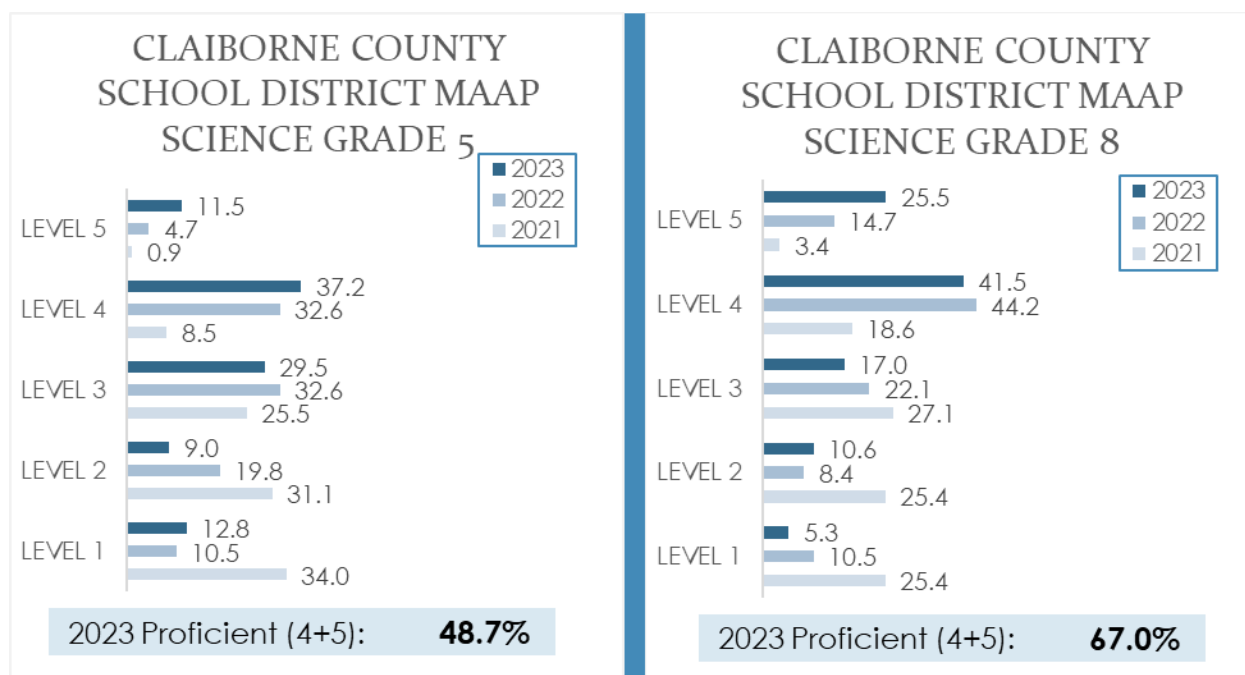 CLAIBORNE COUNTY
SCHOOL DISTRICT MAAP
SCIENCE GRADE 5
2023
2022
2021
LEVEL 5
11.5
4.7
0.9
LEVEL 4
37.2
32.6
8.5
LEVEL 3
29.5
32.6
25.5
LEVEL 2
9.0
19.8
31.1
LEVEL 1
12.8
10.5
34.0
2023 Proficient (4+5): 48.7%
CLAIBORNE COUNTY
SCHOOL DISTRICT MAAP
SCIENCE GRADE 8
2023
2022
2021
LEVEL 5
25.5
14.7
3.4
LEVEL 4
41.5
44.2
18.6
LEVEL 3
17.0
22.1
27.1
LEVEL 2
10.6
8.4
25.4
LEVEL 1
5.3
10.5
25.4
2023 Proficient (4+5): 67.0%